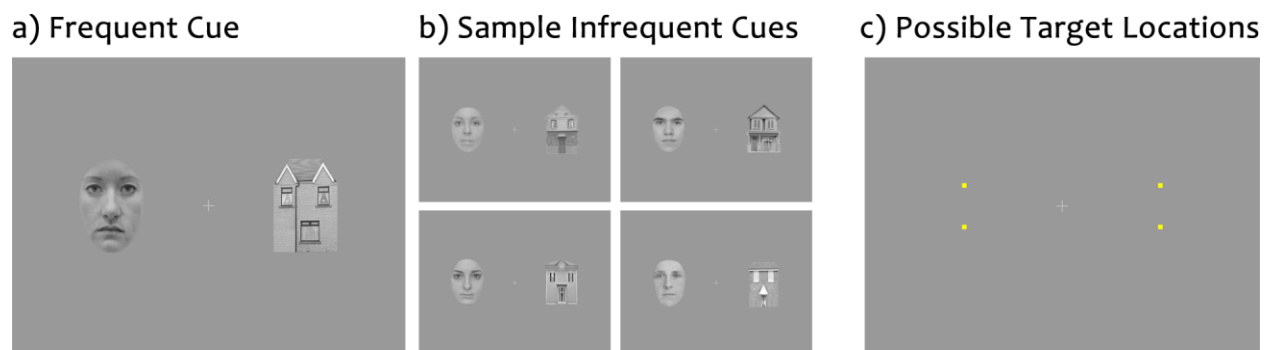 a) Frequent Cue
b) Sample Infrequent Cues
c) Possible Target Locations